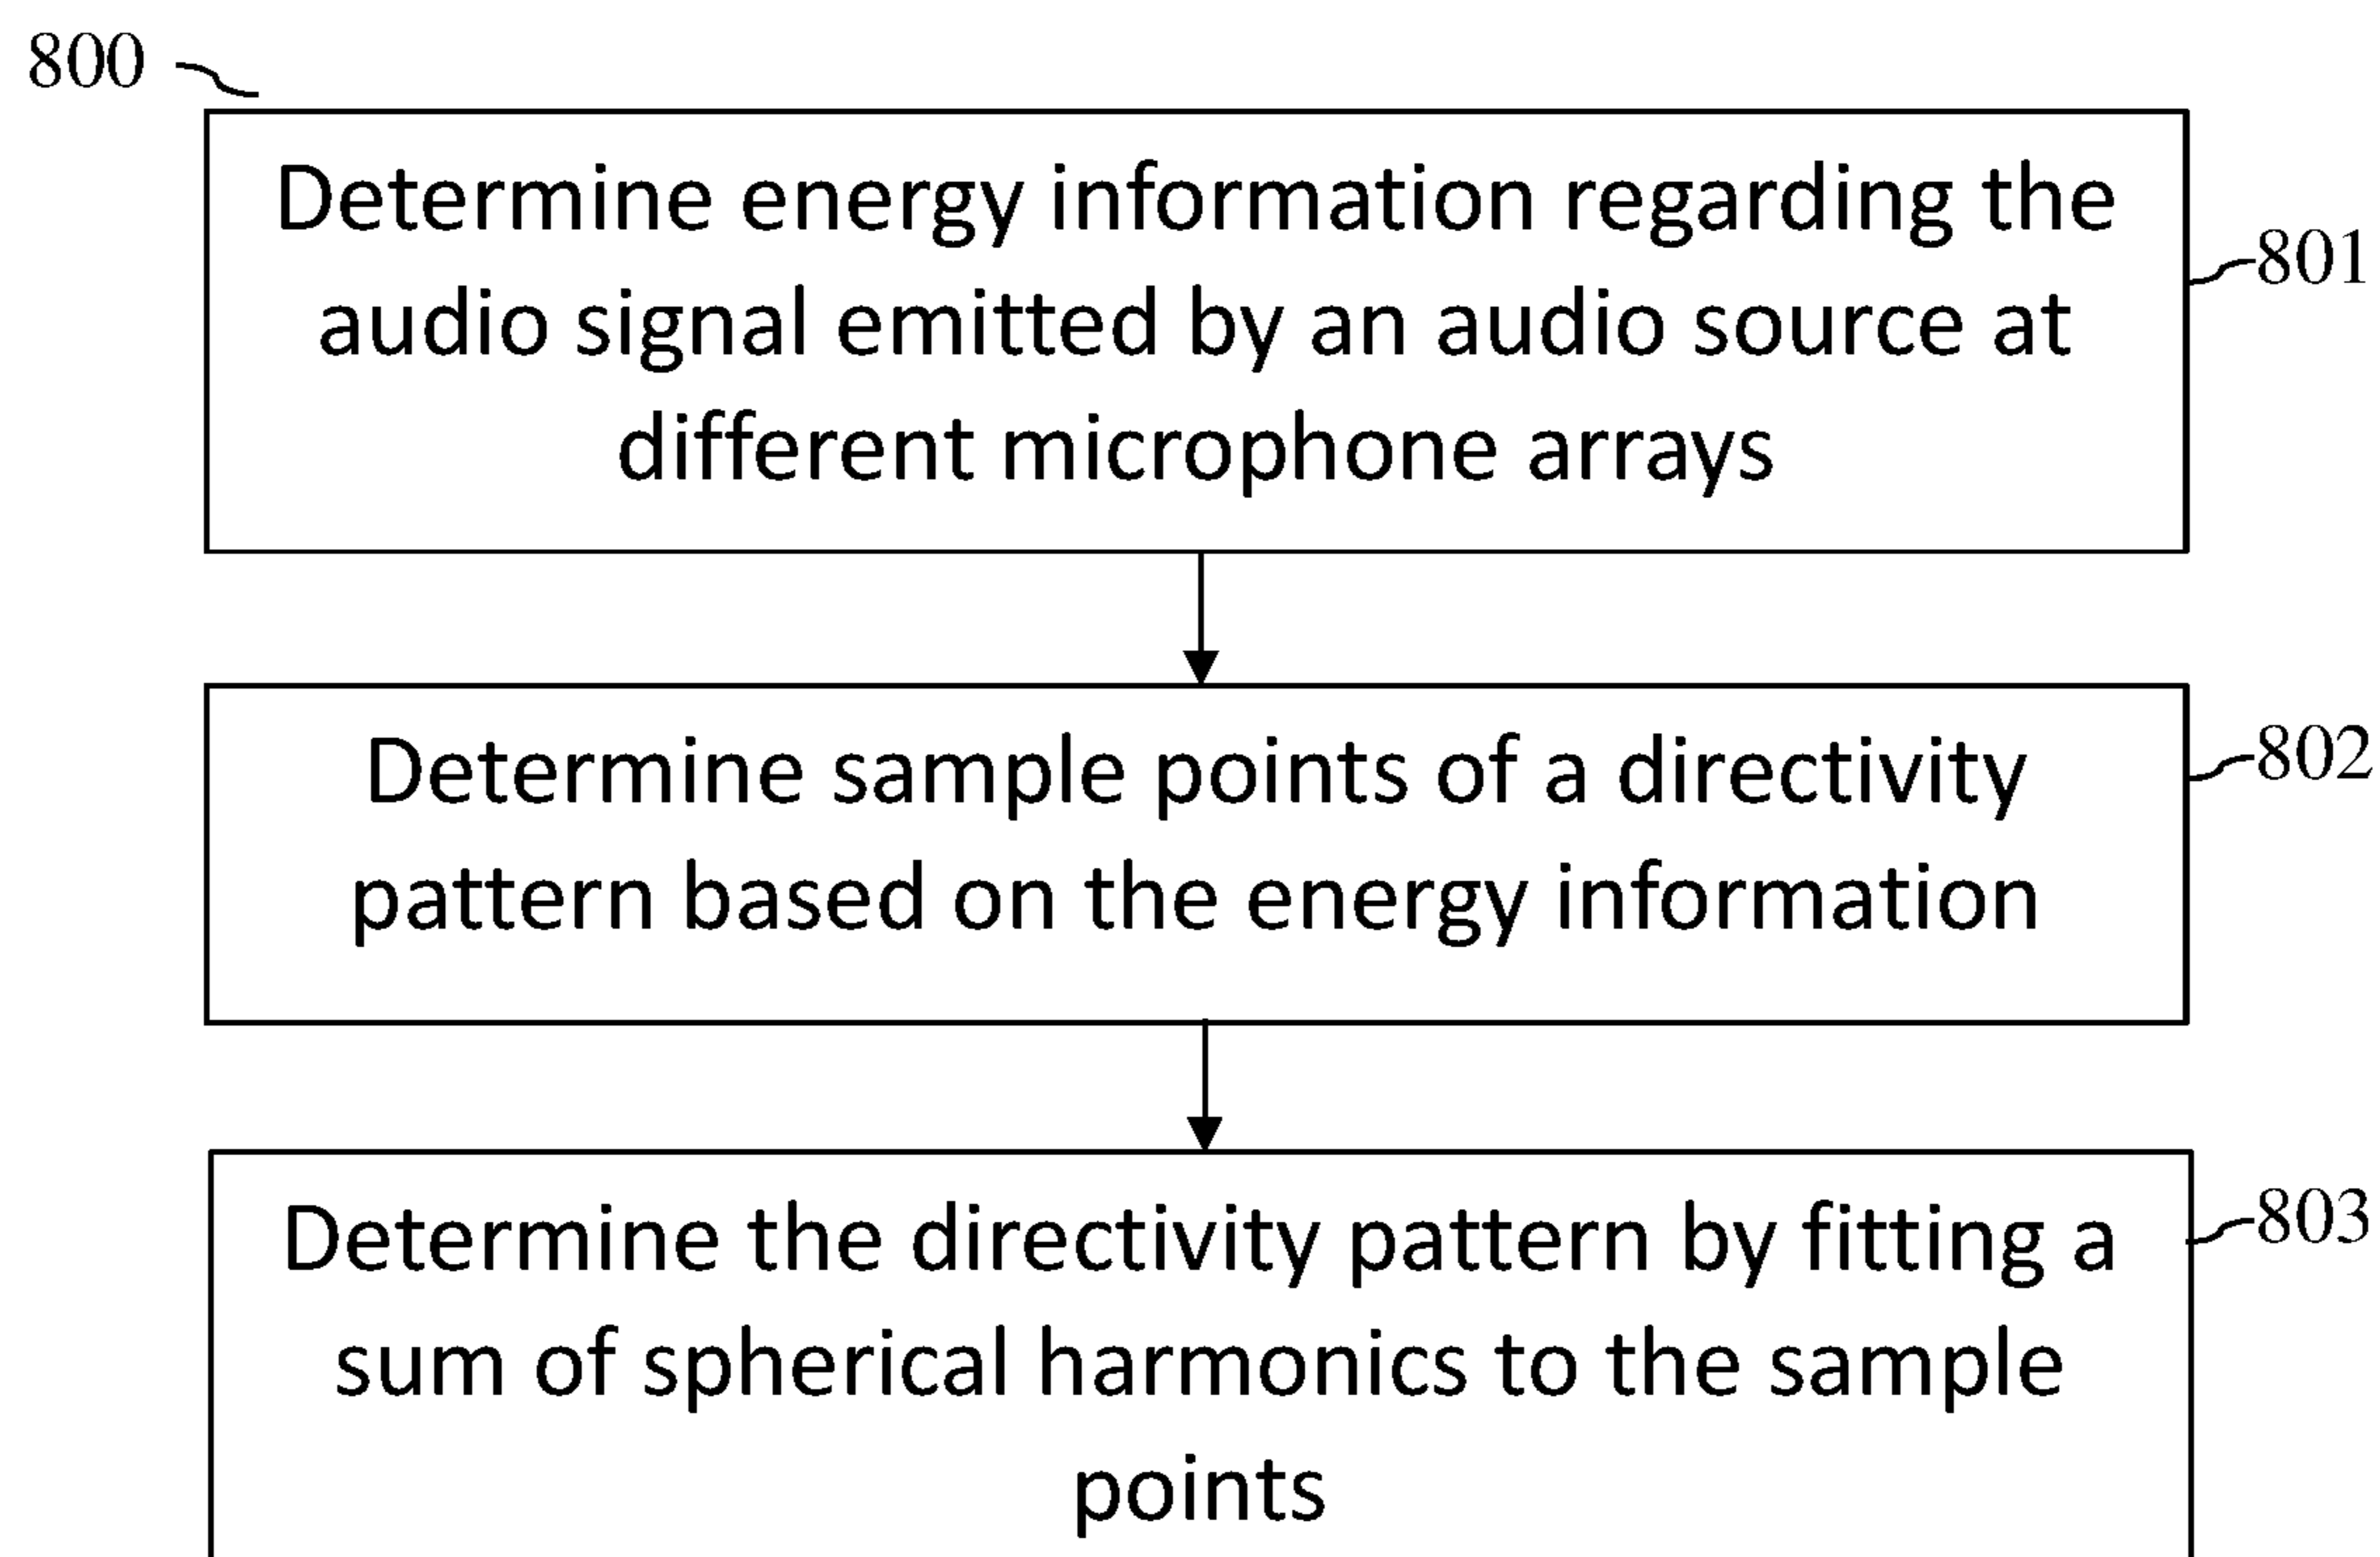 800
Determine energy information regarding the
audio signal emitted by an audio source at
different microphone arrays
801
Determine sample points of a directivity
pattern based on the energy information
802
Determine the directivity pattern by fitting a
sum of spherical harmonics to the sample
points
803